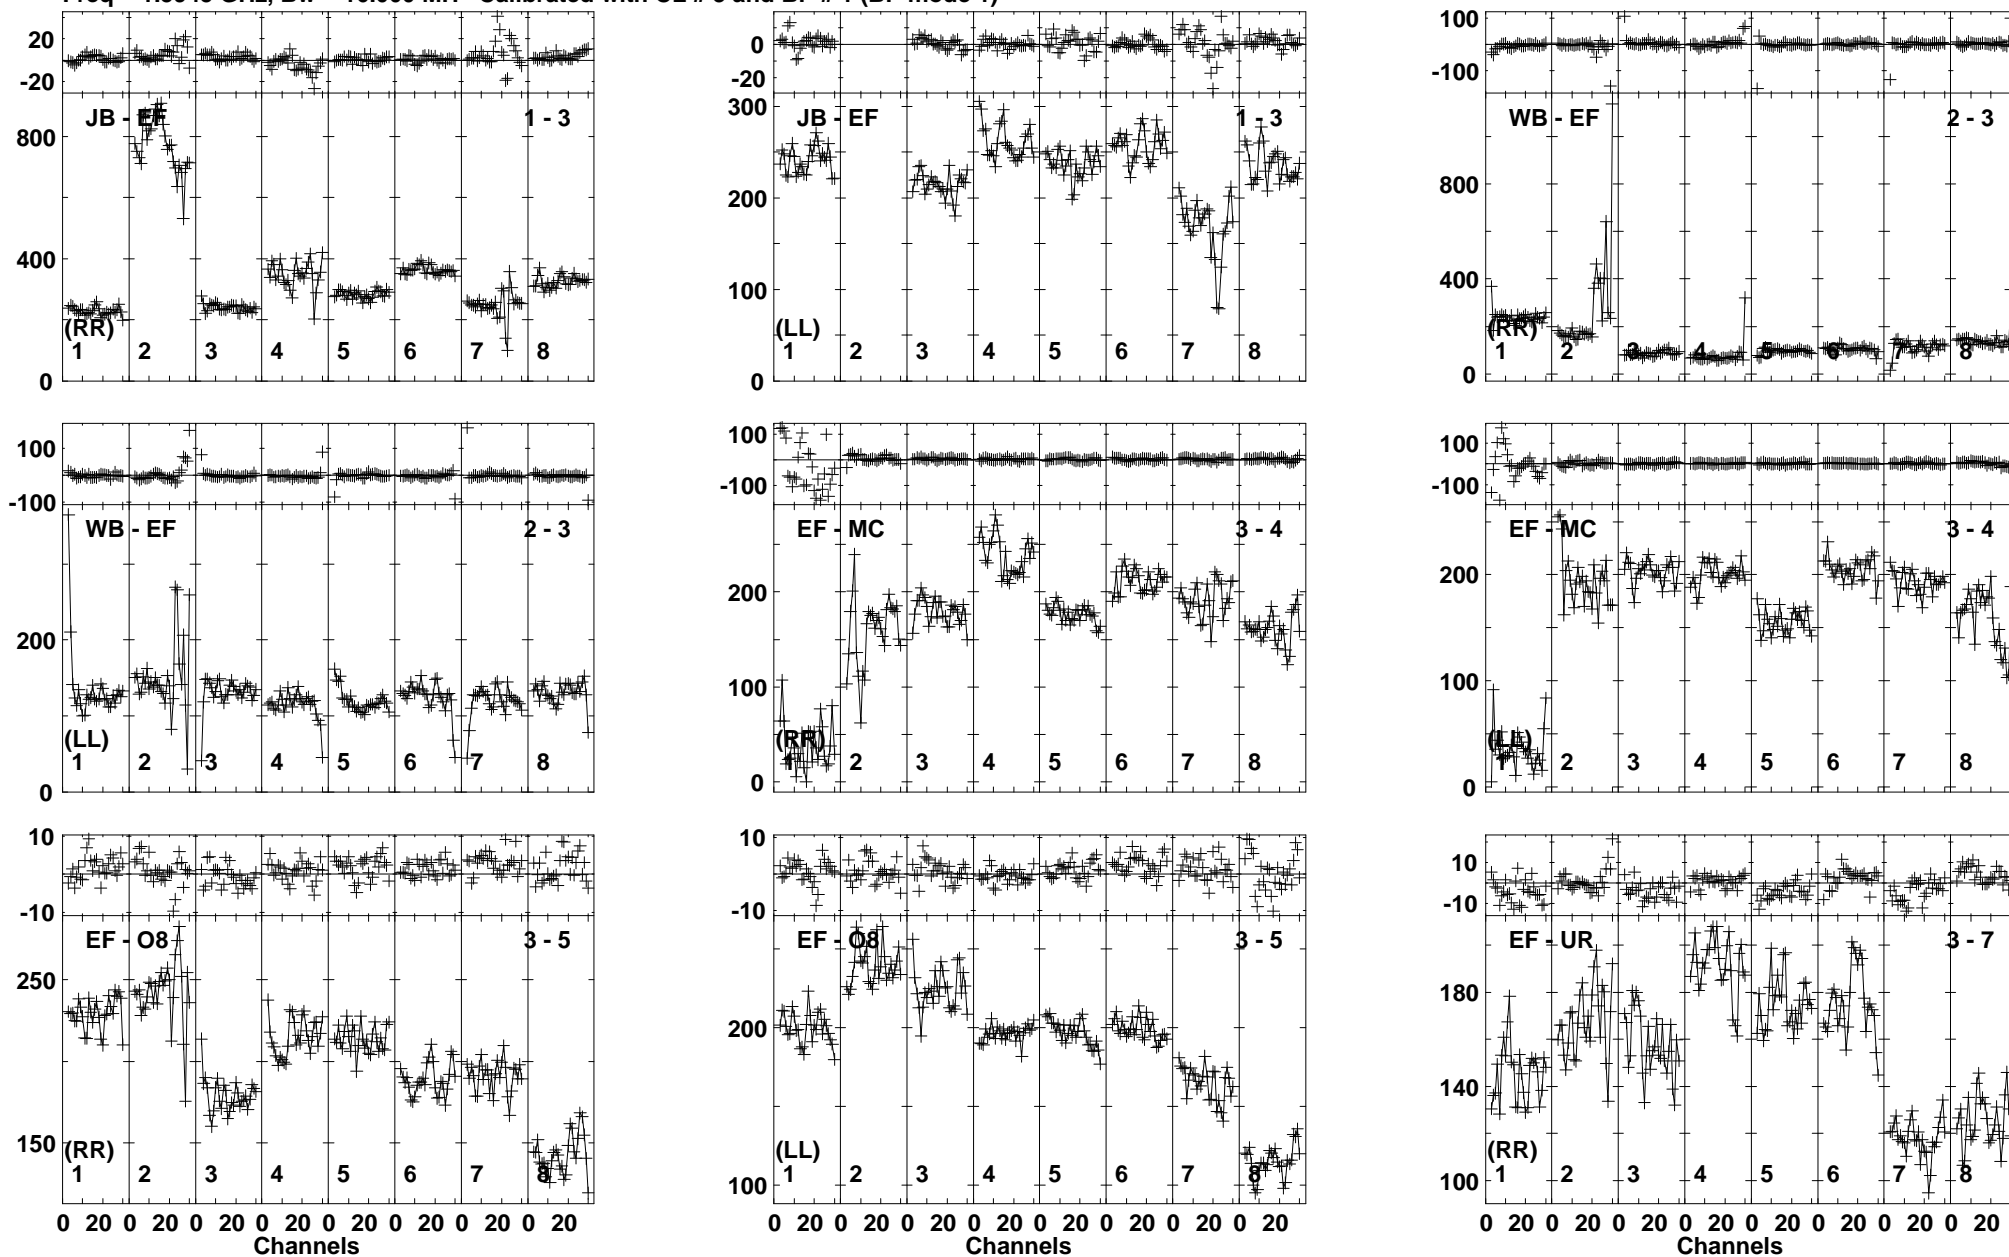 20 0 -20 JB - EF 1 - 3 800 400 0 (RR) 1 2 3 4 5 6 7 8
0 -20 JB - EF 1 - 3 300 200 100 0 (LL) 1 2 3 4 5 6 7 8
100 0 -100 WB - EF 2 - 3 800 400 0 (RR) 1 2 3 4 5 6 7 8
100 0 -100 WB - EF 2 - 3 200 0 (LL) 1 2 3 4 5 6 7 8
100 0 -100 EF - MC 3 - 4 200 100 0 (RR) 1 2 3 4 5 6 7 8
100 0 -100 EF - MC 3 - 4 200 100 0 (LL) 1 2 3 4 5 6 7 8
10 -10 EF - O8 3 - 5 250 150 (RR) 1 2 3 4 5 6 7 8
10 -10 EF - O8 3 - 5 200 100 (LL) 1 2 3 4 5 6 7 8
10 -10 EF - UR 3 - 7 180 140 100 (RR) 1 2 3 4 5 6 7 8
0 20 0 20 0 20 0 20 0 20 0 20 0 20 0 20
Channels
0 20 0 20 0 20 0 20 0 20 0 20 0 20 0 20
Channels
0 20 0 20 0 20 0 20 0 20 0 20 0 20 0 20
Channels